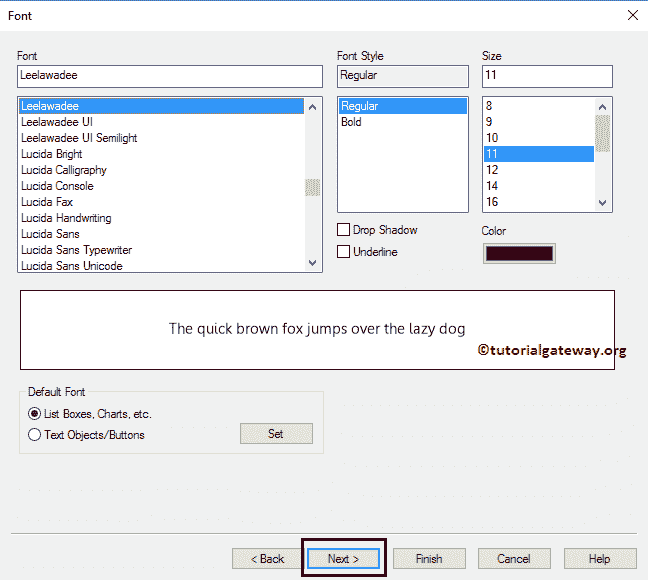 Font
Font
Leelawadee
Leelawadee
Leelawadee UI
Leelawadee UI Semilight
Lucida Bright
Lucida Calligraphy
Lucida Console
Lucida Fax
Lucida Handwriting
Lucida Sans
Lucida Sans Typewriter
Lucida Sans Unicode
Font Style
Regular
Regular
Bold
Drop Shadow
Underline
Size
11
8
9
10
11
12
14
16
Color
The quick brown fox jumps over the lazy dog
©tutorialgateway.org
Default Font
List Boxes, Charts, etc.
Text Objects/Buttons
Set
< Back
Next >
Finish
Cancel
Help